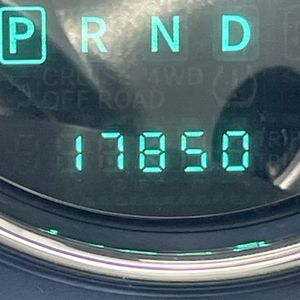 P R N D
CRUISE 4WD
OFF ROAD
17850